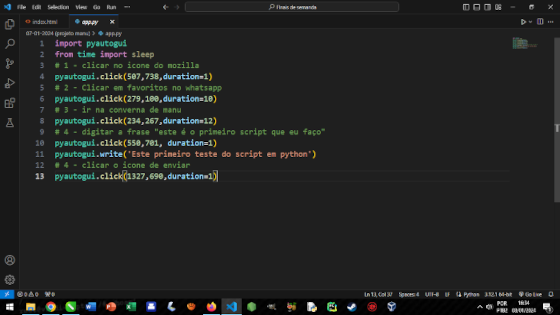 File Edit Selection View Go Run ···
Finais de semanda
index.html
app.py
07-01-2024 (projeto manu) > app.py
1 import pyautogui
2 from time import sleep
3 # 1 - clicar no icone do mozilla
4 pyautogui.click(507,738,duration=1)
5 # 2 - Clicar em favoritos no whatsapp
6 pyautogui.click(279,100,duration=10)
7 # 3 - ir na converna de manu
8 pyautogui.click(234,267,duration=12)
9 # 4 - digitar a frase "este é o primeiro script que eu faço"
10 pyautogui.click(550,701, duration=1)
11 pyautogui.write('Este primeiro teste do script em python')
12 # 4 - clicar o icone de enviar
13 pyautogui.click(1327,690,duration=1)
0 0 0
Ln 13, Col 37 Spaces: 4 UTF-8 Python 3.12.1 64-bit Go Live
POR
PTB2
16:34
08/01/2024